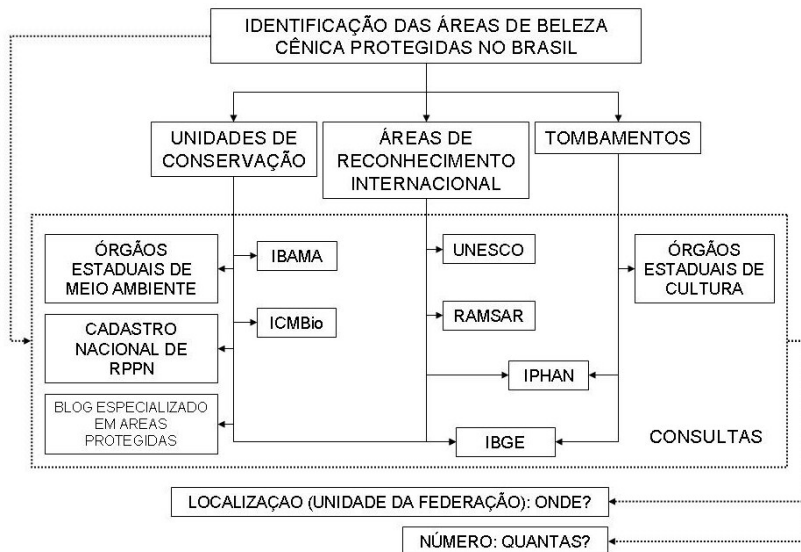 IDENTIFICAÇÃO DAS ÁREAS DE BELEZA
CÊNICA PROTEGIDAS NO BRASIL
UNIDADES DE
CONSERVAÇÃO
ÁREAS DE
RECONHECIMENTO
INTERNACIONAL
TOMBAMENTOS
ÓRGÃOS
ESTADUAIS DE
MEIO AMBIENTE
IBAMA
UNESCO
ÓRGÃOS
ESTADUAIS DE
CULTURA
CADASTRO
NACIONAL DE
RPPN
ICMBio
RAMSAR
IPHAN
BLOG ESPECIALIZADO
EM AREAS
PROTEGIDAS
IBGE
CONSULTAS
LOCALIZAÇAO (UNIDADE DA FEDERAÇÃO): ONDE?
NÚMERO: QUANTAS?